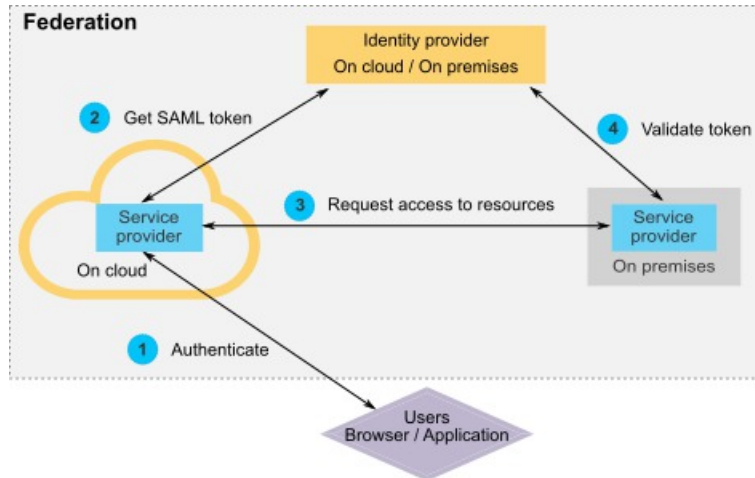 Federation
Identity provider
On cloud / On premises
2 Get SAML token
4 Validate token
3 Request access to resources
Service
provider
On cloud
Service
provider
On premises
1 Authenticate
Users
Browser / Application